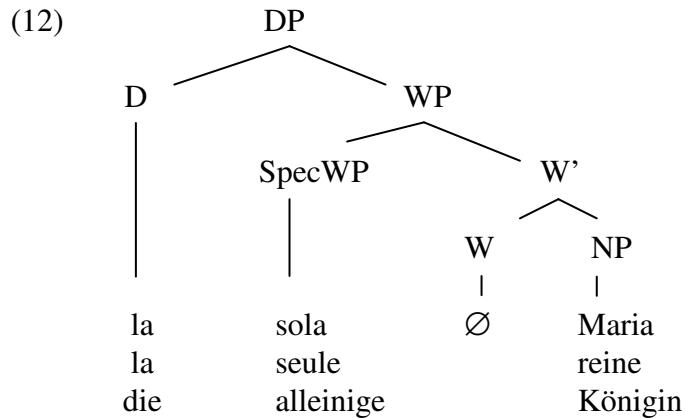 (12) DP
D WP
SpecWP W’
W NP
la sola ∅ Maria
la seule reine
die alleinige Königin